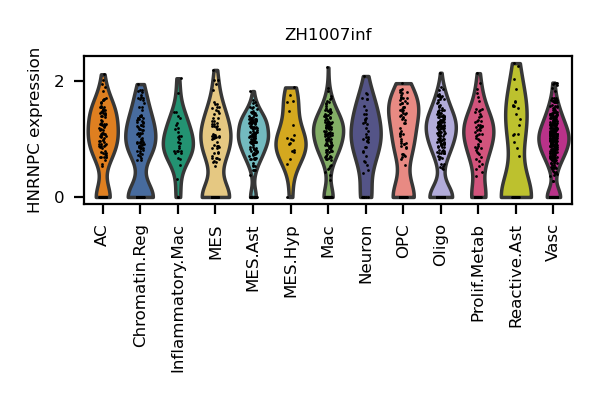 ZH1007inf
HNRNPC expression
2
0
AC
Chromatin.Reg
Inflammatory.Mac
MES
MES.Ast
MES.Hyp
Mac
Neuron
OPC
Oligo
Prolif.Metab
Reactive.Ast
Vasc